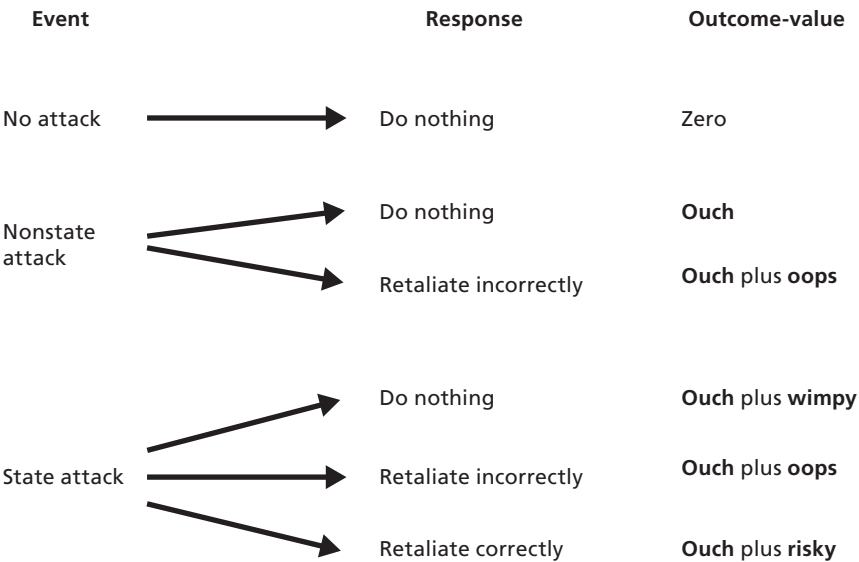 Event Response Outcome-value
No attack Do nothing Zero
Nonstate
attack
Do nothing Ouch
Retaliate incorrectly Ouch plus oops
State attack
Do nothing Ouch plus wimpy
Retaliate incorrectly Ouch plus oops
Retaliate correctly Ouch plus risky